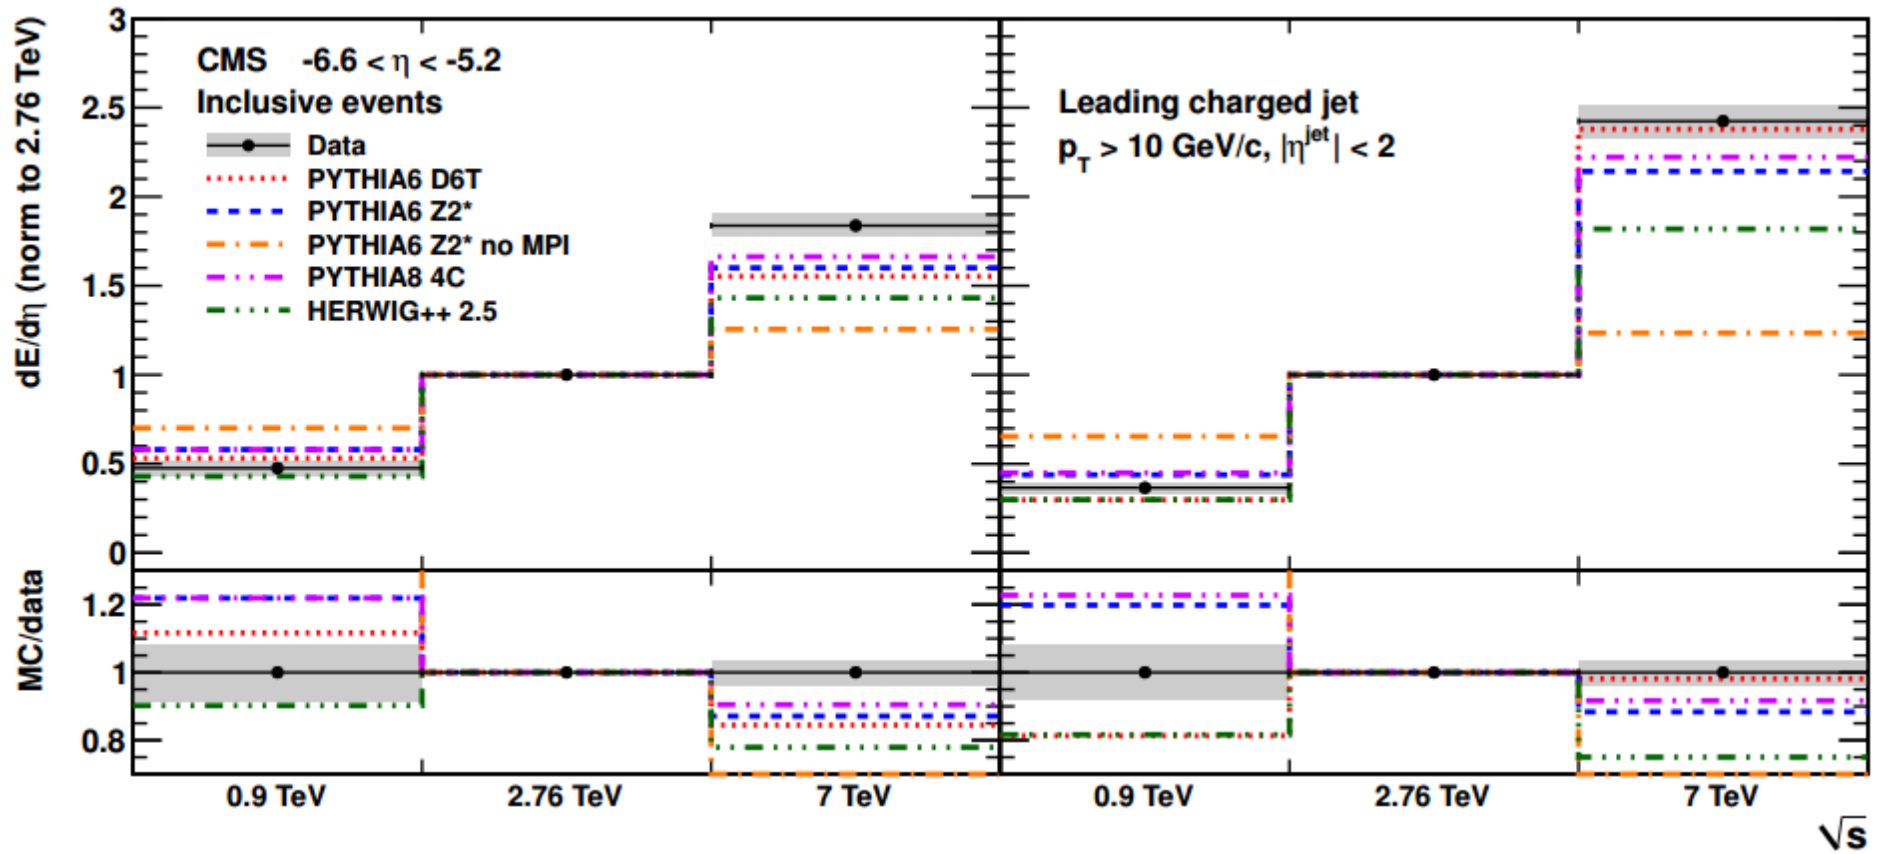 dE/dη (norm to 2.76 TeV)
3
2.5
2
1.5
1
0.5
0
CMS -6.6 < η < -5.2
Inclusive events
Data
PYTHIA6 D6T
PYTHIA6 Z2*
PYTHIA6 Z2* no MPI
PYTHIA8 4C
HERWIG++ 2.5
Leading charged jet
p_T > 10 GeV/c, |η^jet| < 2
MC/data
1.2
1
0.8
0.9 TeV 2.76 TeV 7 TeV 0.9 TeV 2.76 TeV 7 TeV
√s